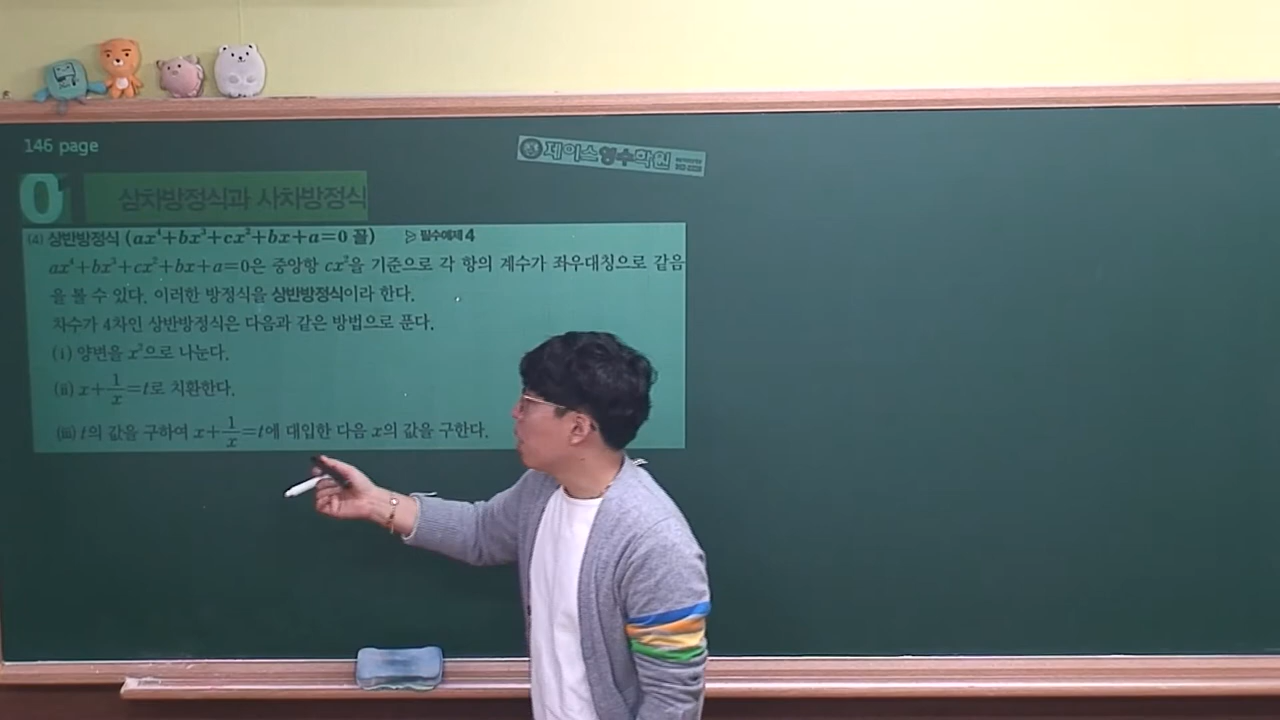 146 page
제이스영수학원
01 삼차방정식과 사차방정식
(4) 상반방정식 (ax⁴+bx³+cx²+bx+a=0 꼴) ▷ 필수예제 4
ax⁴+bx³+cx²+bx+a=0은 중앙항 cx²을 기준으로 각 항의 계수가 좌우대칭으로 같음
을 볼 수 있다. 이러한 방정식을 상반방정식이라 한다.
차수가 4차인 상반방정식은 다음과 같은 방법으로 푼다.
(i) 양변을 x²으로 나눈다.
(ii) x+1/x=t로 치환한다.
(iii) t의 값을 구하여 x+1/x=t에 대입한 다음 x의 값을 구한다.